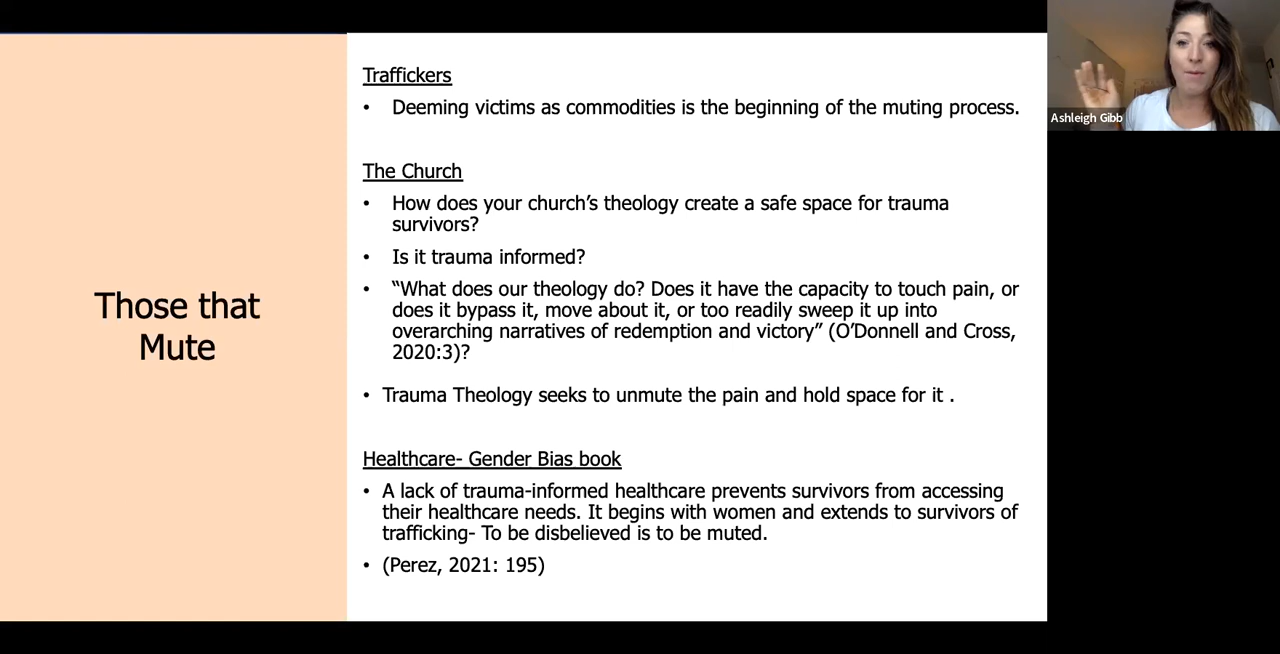 Those that
Mute
Traffickers
• Deeming victims as commodities is the beginning of the muting process.
The Church
• How does your church’s theology create a safe space for trauma
survivors?
• Is it trauma informed?
• “What does our theology do? Does it have the capacity to touch pain, or
does it bypass it, move about it, or too readily sweep it up into
overarching narratives of redemption and victory” (O’Donnell and Cross,
2020:3)?
• Trauma Theology seeks to unmute the pain and hold space for it .
Healthcare- Gender Bias book
• A lack of trauma-informed healthcare prevents survivors from accessing
their healthcare needs. It begins with women and extends to survivors of
trafficking- To be disbelieved is to be muted.
• (Perez, 2021: 195)
Ashleigh Gibb